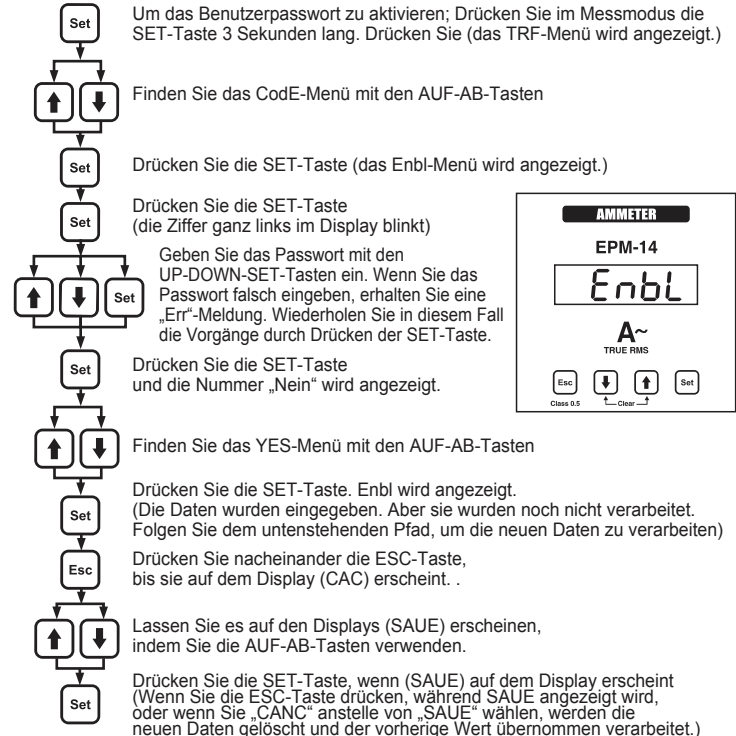 Set
Um das Benutzerpasswort zu aktivieren; Drücken Sie im Messmodus die
SET-Taste 3 Sekunden lang. Drücken Sie (das TRF-Menü wird angezeigt.)
Finden Sie das CodE-Menü mit den AUF-AB-Tasten
Set
Drücken Sie die SET-Taste (das Enbl-Menü wird angezeigt.)
Set
Drücken Sie die SET-Taste
(die Ziffer ganz links im Display blinkt)
Set
Geben Sie das Passwort mit den
UP-DOWN-SET-Tasten ein. Wenn Sie das
Passwort falsch eingeben, erhalten Sie eine
„Err"-Meldung. Wiederholen Sie in diesem Fall
die Vorgänge durch Drücken der SET-Taste.
Set
Drücken Sie die SET-Taste
und die Nummer „Nein" wird angezeigt.
Finden Sie das YES-Menü mit den AUF-AB-Tasten
Set
Drücken Sie die SET-Taste. Enbl wird angezeigt.
(Die Daten wurden eingegeben. Aber sie wurden noch nicht verarbeitet.
Folgen Sie dem untenstehenden Pfad, um die neuen Daten zu verarbeiten)
Esc
Drücken Sie nacheinander die ESC-Taste,
bis sie auf dem Display (CAC) erscheint. .
Lassen Sie es auf den Displays (SAUE) erscheinen,
indem Sie die AUF-AB-Tasten verwenden.
Set
Drücken Sie die SET-Taste, wenn (SAUE) auf dem Display erscheint
(Wenn Sie die ESC-Taste drücken, während SAUE angezeigt wird,
oder wenn Sie „CANC" anstelle von „SAUE" wählen, werden die
neuen Daten gelöscht und der vorherige Wert übernommen verarbeitet.)
AMMETER
EPM-14
EnbL
A~
TRUE RMS
Esc Set
Class 0.5 Clear